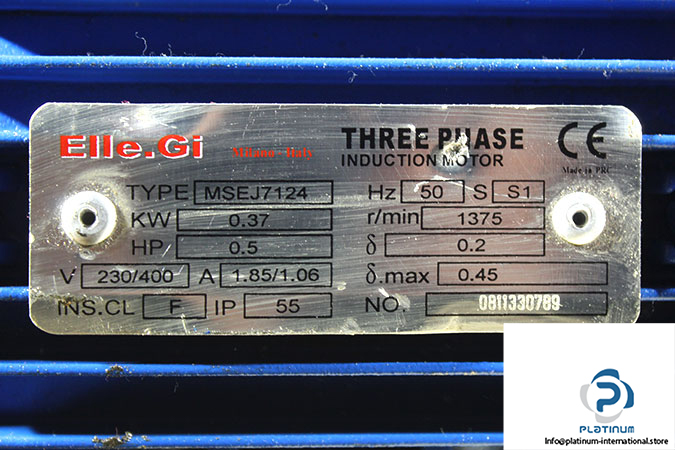 Elle.Gi Milano - Italy THREE PHASE CE
INDUCTION MOTOR
Made in PRC
TYPE MSEJ7124 Hz 50 S S1
KW 0.37 r/min 1375
HP 0.5 δ 0.2
V 230/400 A 1.85/1.06 δ.max 0.45
INS.CL F IP 55 NO. 0811330789
PLATINUM
Info@platinum-international.store